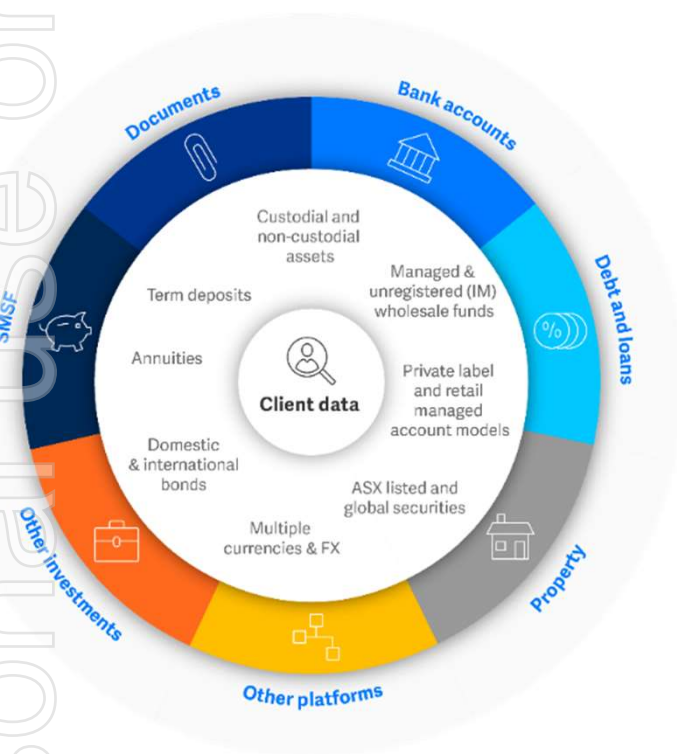 Documents
Bank accounts
Custodial and
non-custodial
assets
Managed &
unregistered (IM)
wholesale funds
Term deposits
Debt and loans
SMSF
%
Annuities
Private label
and retail
managed
account models
Client data
Domestic
& international
bonds
ASX listed and
global securities
Multiple
currencies & FX
Other investments
Property
Other platforms